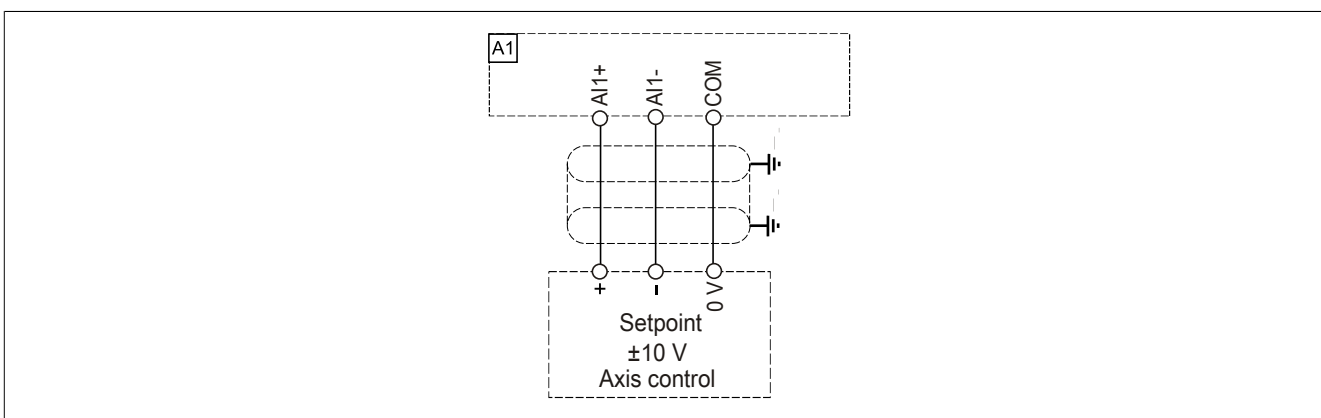 A1
AI1+
AI1-
COM
+
-
0 V
Setpoint
±10 V
Axis control